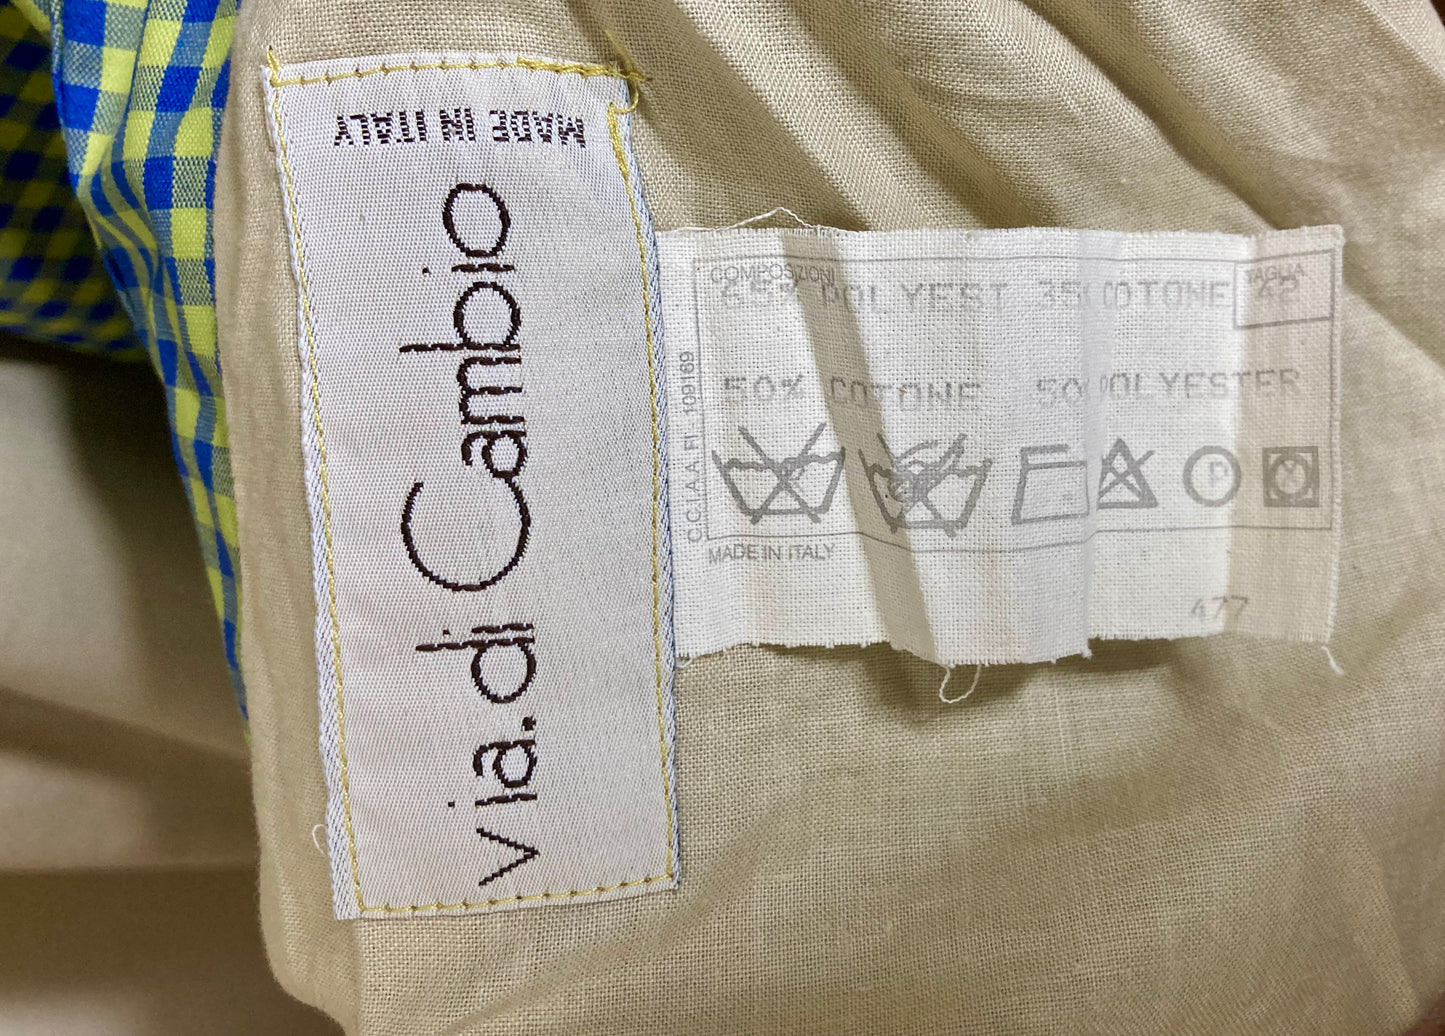 MADE IN ITALY
via.di Cambio
COMPOSIZIONI
TAGLIA
65% POLYEST 35 COTONE 42
50% COTONE 50 POLYESTER
C.C.I.A.A. FI 109169
P
MADE IN ITALY
477